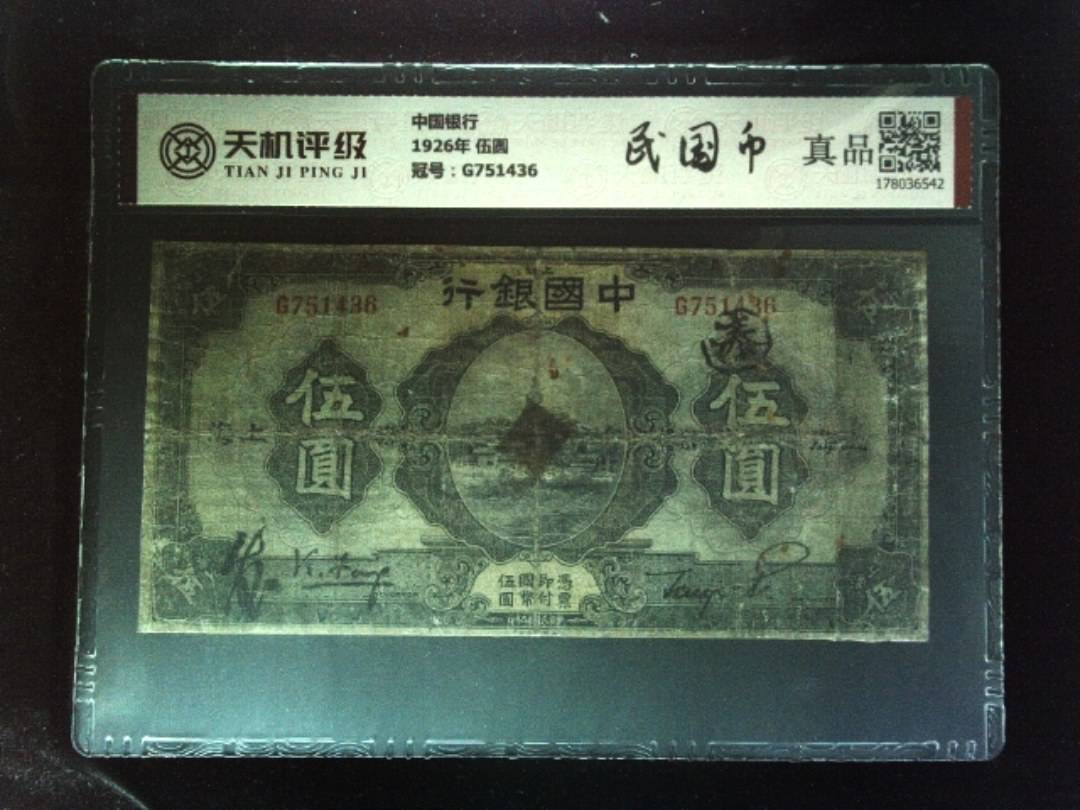 天机评级
TIAN JI PING JI
中国银行
1926年 伍圆
冠号：G751436
民国币
真品
178036542
中國銀行
G751436
G751436
伍圓
伍圓
上海
憑票即付國幣伍圓